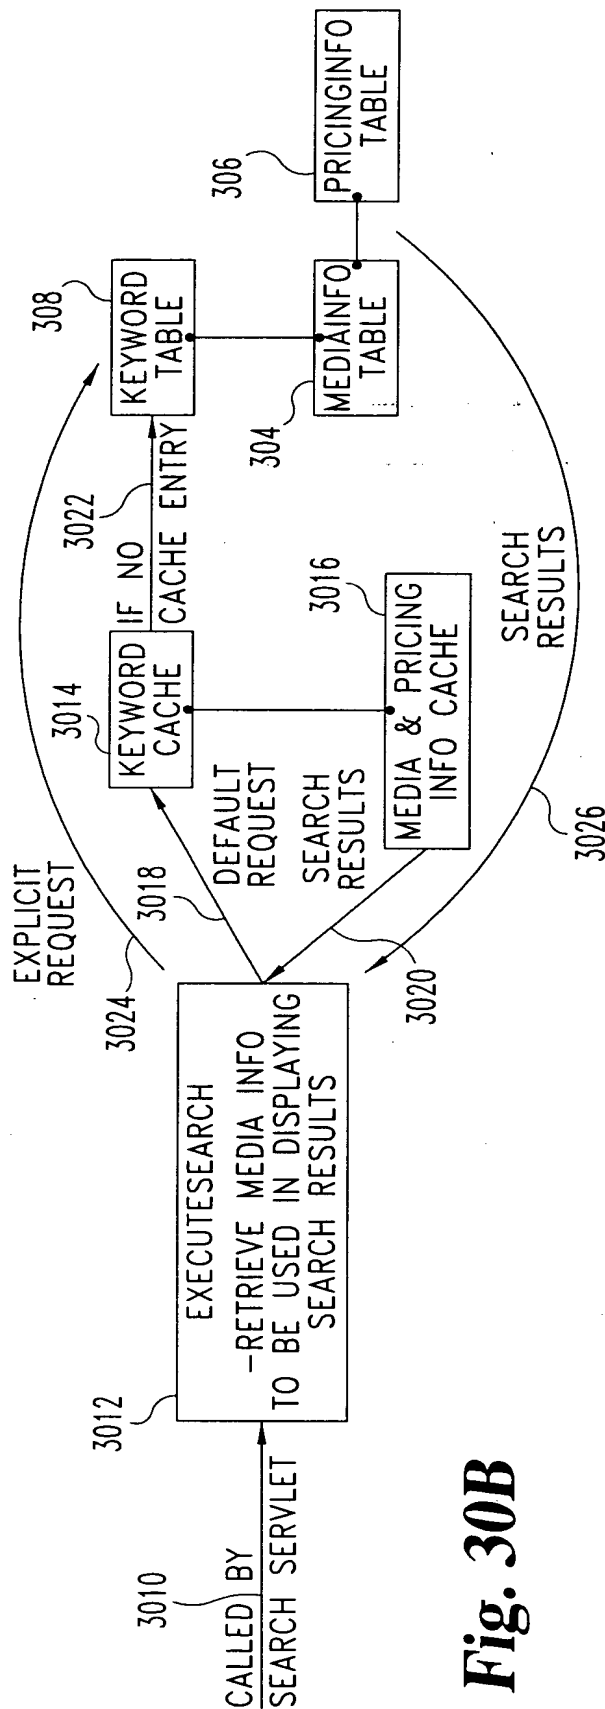 CALLED BY
3010
SEARCH SERVLET
3012
EXECUTESEARCH
-RETRIEVE MEDIA INFO
TO BE USED IN DISPLAYING
SEARCH RESULTS
EXPLICIT
REQUEST
3024
3018
DEFAULT
REQUEST
SEARCH
RESULTS
3020
3014
KEYWORD
CACHE
IF NO
CACHE ENTRY
3022
3016
MEDIA & PRICING
INFO CACHE
308
KEYWORD
TABLE
304
MEDIAINFO
TABLE
306
PRICINGINFO
TABLE
SEARCH
RESULTS
3026
Fig. 30B